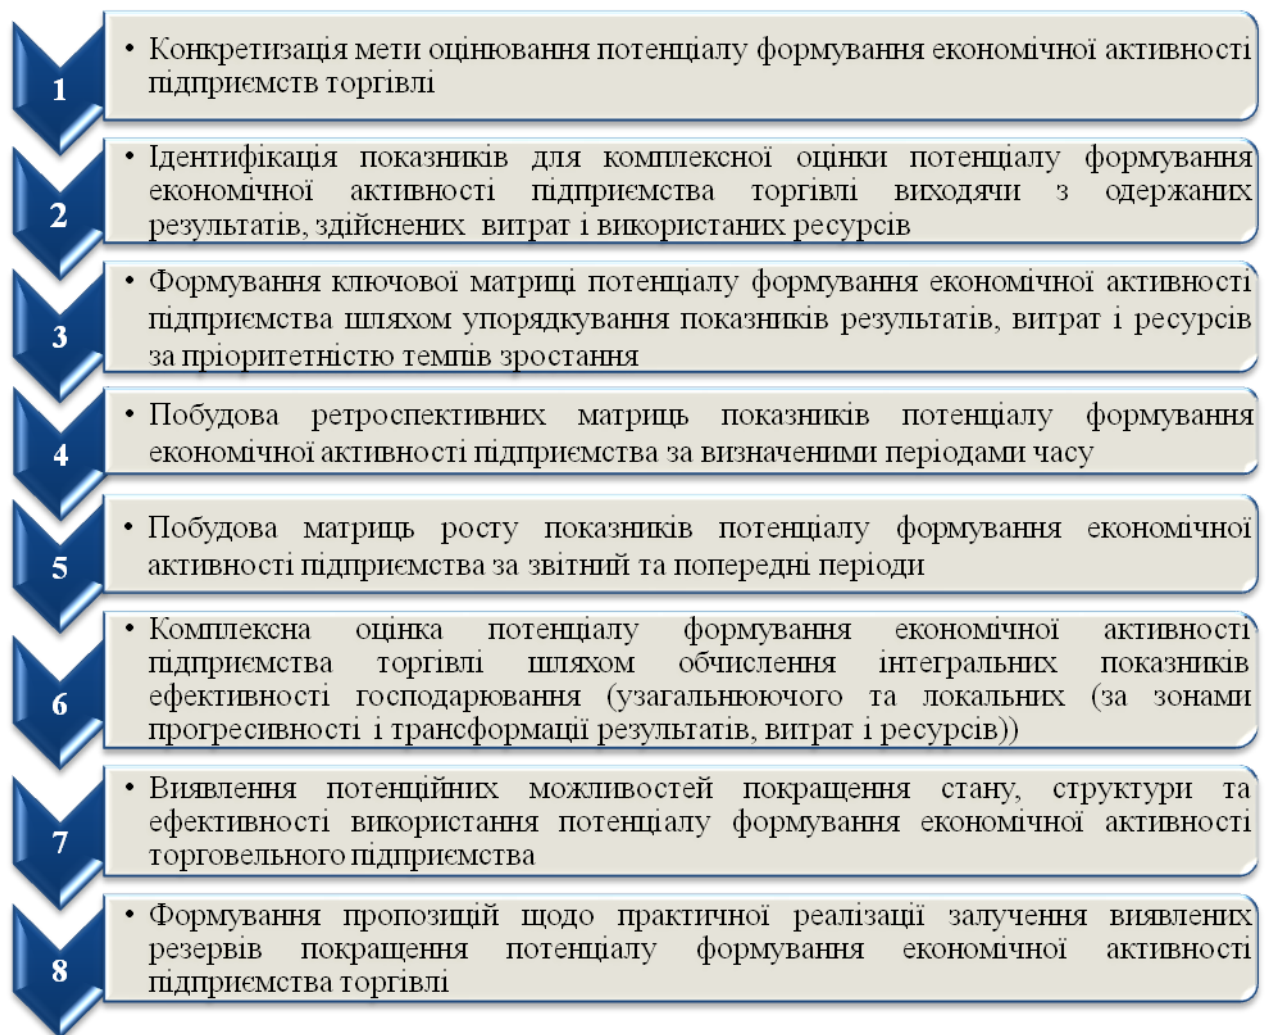 1
• Конкретизація мети оцінювання потенціалу формування економічної активності
підприємств торгівлі
2
• Ідентифікація показників для комплексної оцінки потенціалу формування
економічної активності підприємства торгівлі виходячи з одержаних
результатів, здійснених витрат і використаних ресурсів
3
• Формування ключової матриці потенціалу формування економічної активності
підприємства шляхом упорядкування показників результатів, витрат і ресурсів
за пріоритетністю темпів зростання
4
• Побудова ретроспективних матриць показників потенціалу формування
економічної активності підприємства за визначеними періодами часу
5
• Побудова матриць росту показників потенціалу формування економічної
активності підприємства за звітний та попередні періоди
6
• Комплексна оцінка потенціалу формування економічної активності
підприємства торгівлі шляхом обчислення інтегральних показників
ефективності господарювання (узагальнюючого та локальних (за зонами
прогресивності і трансформації результатів, витрат і ресурсів))
7
• Виявлення потенційних можливостей покращення стану, структури та
ефективності використання потенціалу формування економічної активності
торговельного підприємства
8
• Формування пропозицій щодо практичної реалізації залучення виявлених
резервів покращення потенціалу формування економічної активності
підприємства торгівлі